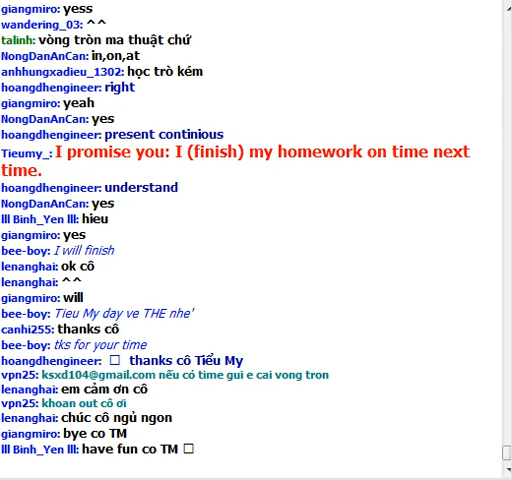 giangmiro: yess
wandering_03: ^^
talinh: vòng tròn ma thuật chứ
NongDanAnCan: in,on,at
anhhungxadieu_1302: học trò kém
hoangdhengineer: right
giangmiro: yeah
NongDanAnCan: yes
hoangdhengineer: present continious
Tieumy_: I promise you: I (finish) my homework on time next
time.
hoangdhengineer: understand
NongDanAnCan: yes
lll Binh_Yen lll: hieu
giangmiro: yes
bee-boy: I will finish
lenanghai: ok cô
lenanghai: ^^
giangmiro: will
bee-boy: Tieu My day ve THE nhe'
canhi255: thanks cô
bee-boy: tks for your time
hoangdhengineer: □ thanks cô Tiểu My
vpn25: ksxd104@gmail.com nếu có time gui e cai vong tron
lenanghai: em cảm ơn cô
vpn25: khoan out cô ơi
lenanghai: chúc cô ngủ ngon
giangmiro: bye co TM
lll Binh_Yen lll: have fun co TM □